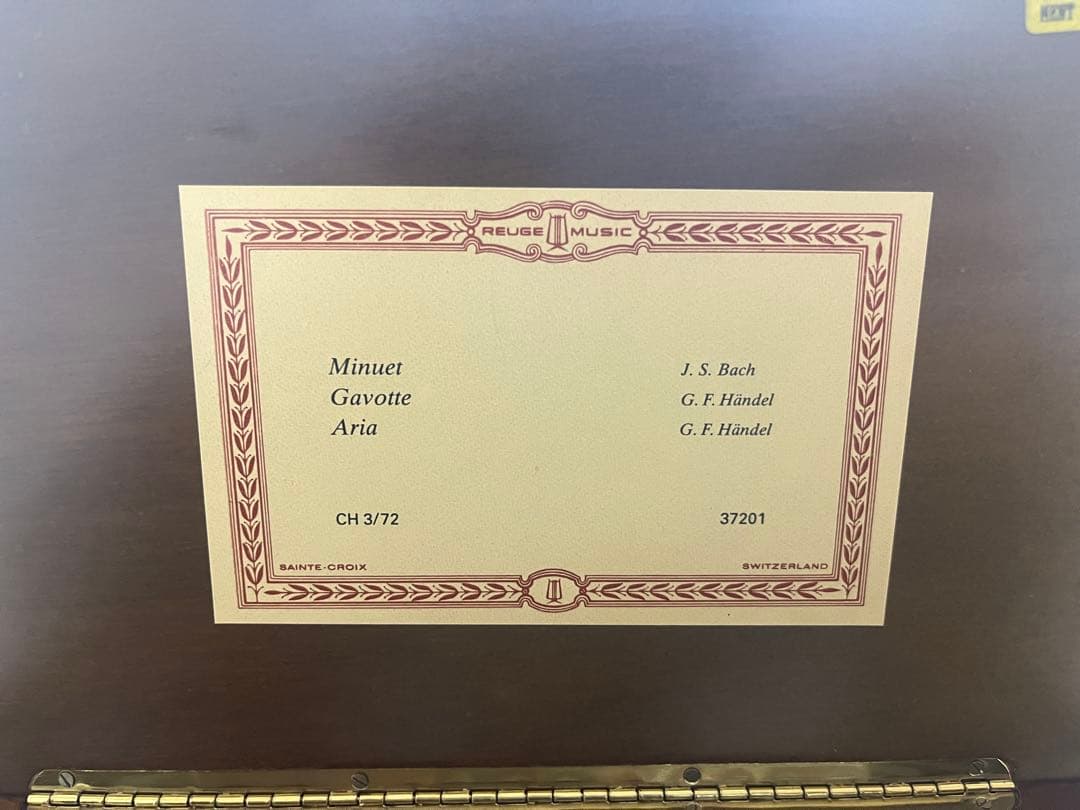 REUGE MUSIC
Minuet J. S. Bach
Gavotte G. F. Händel
Aria G. F. Händel
CH 3/72 37201
SAINTE-CROIX SWITZERLAND